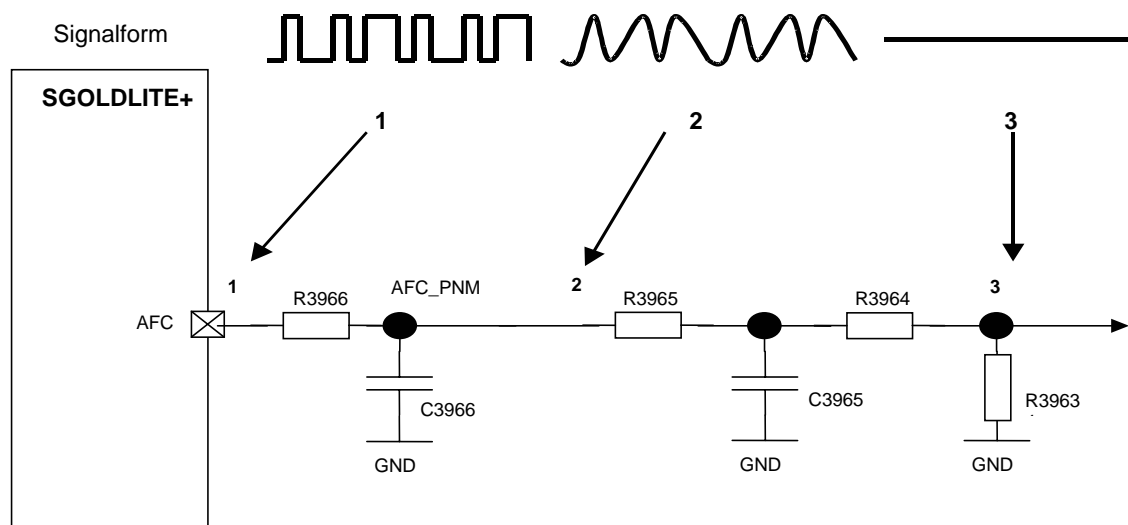 Signalform
SGOLDLITE+
1
2
3
1
AFC_PNM
2
3
R3966
R3965
R3964
AFC
C3966
C3965
R3963
GND
GND
GND